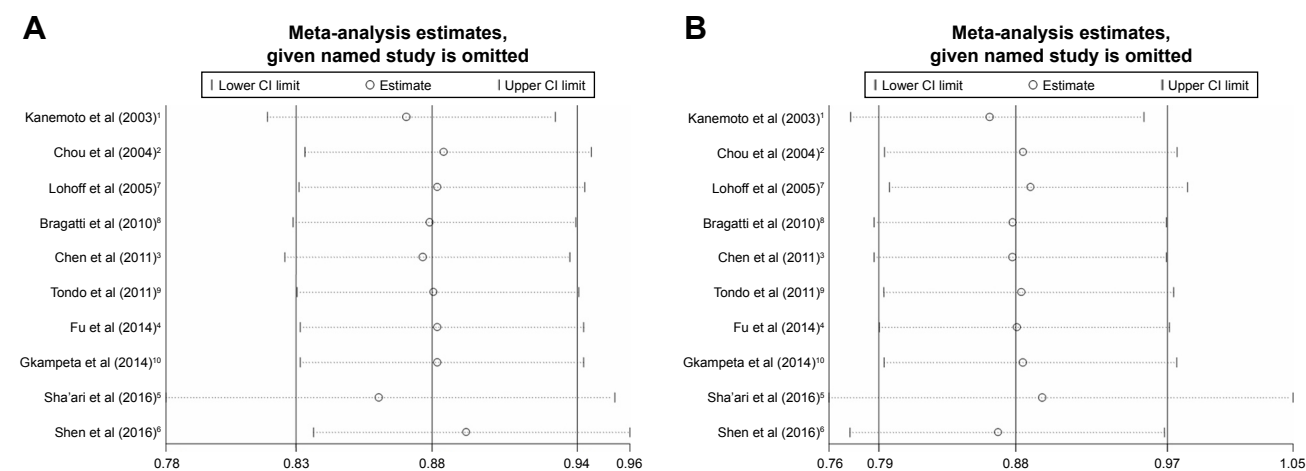 A
Meta-analysis estimates,
given named study is omitted
Lower CI limit
Estimate
Upper CI limit
Kanemoto et al (2003)¹
Chou et al (2004)²
Lohoff et al (2005)⁷
Bragatti et al (2010)⁸
Chen et al (2011)³
Tondo et al (2011)⁹
Fu et al (2014)⁴
Gkampeta et al (2014)¹⁰
Sha'ari et al (2016)⁵
Shen et al (2016)⁶
0.78 0.83 0.88 0.94 0.96
B
Meta-analysis estimates,
given named study is omitted
Lower CI limit
Estimate
Upper CI limit
Kanemoto et al (2003)¹
Chou et al (2004)²
Lohoff et al (2005)⁷
Bragatti et al (2010)⁸
Chen et al (2011)³
Tondo et al (2011)⁹
Fu et al (2014)⁴
Gkampeta et al (2014)¹⁰
Sha'ari et al (2016)⁵
Shen et al (2016)⁶
0.76 0.79 0.88 0.97 1.05